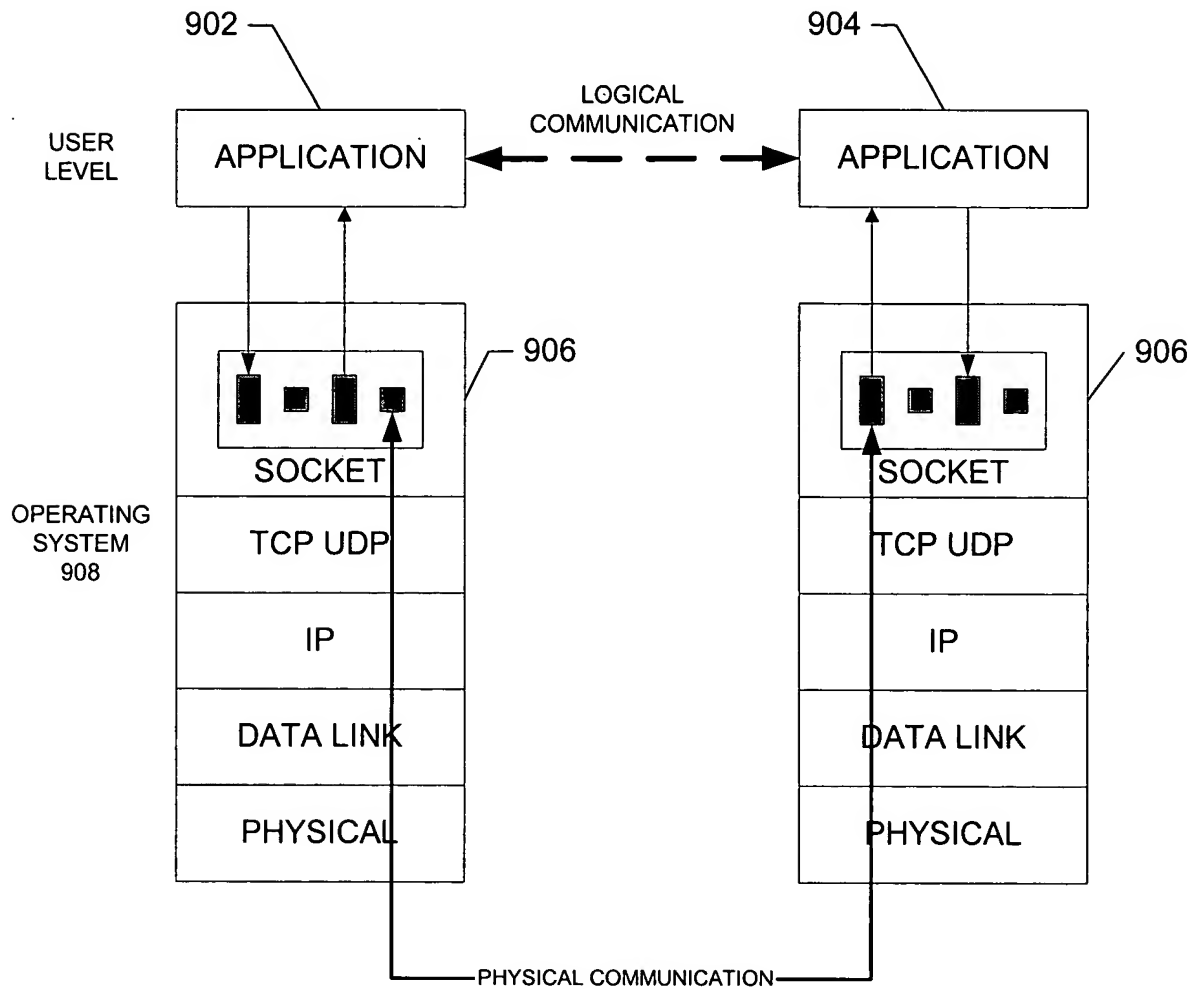 902
904
USER
LEVEL
APPLICATION
LOGICAL
COMMUNICATION
APPLICATION
906
906
SOCKET
SOCKET
OPERATING
SYSTEM
908
TCP UDP
TCP UDP
IP
IP
DATA LINK
DATA LINK
PHYSICAL
PHYSICAL
PHYSICAL COMMUNICATION